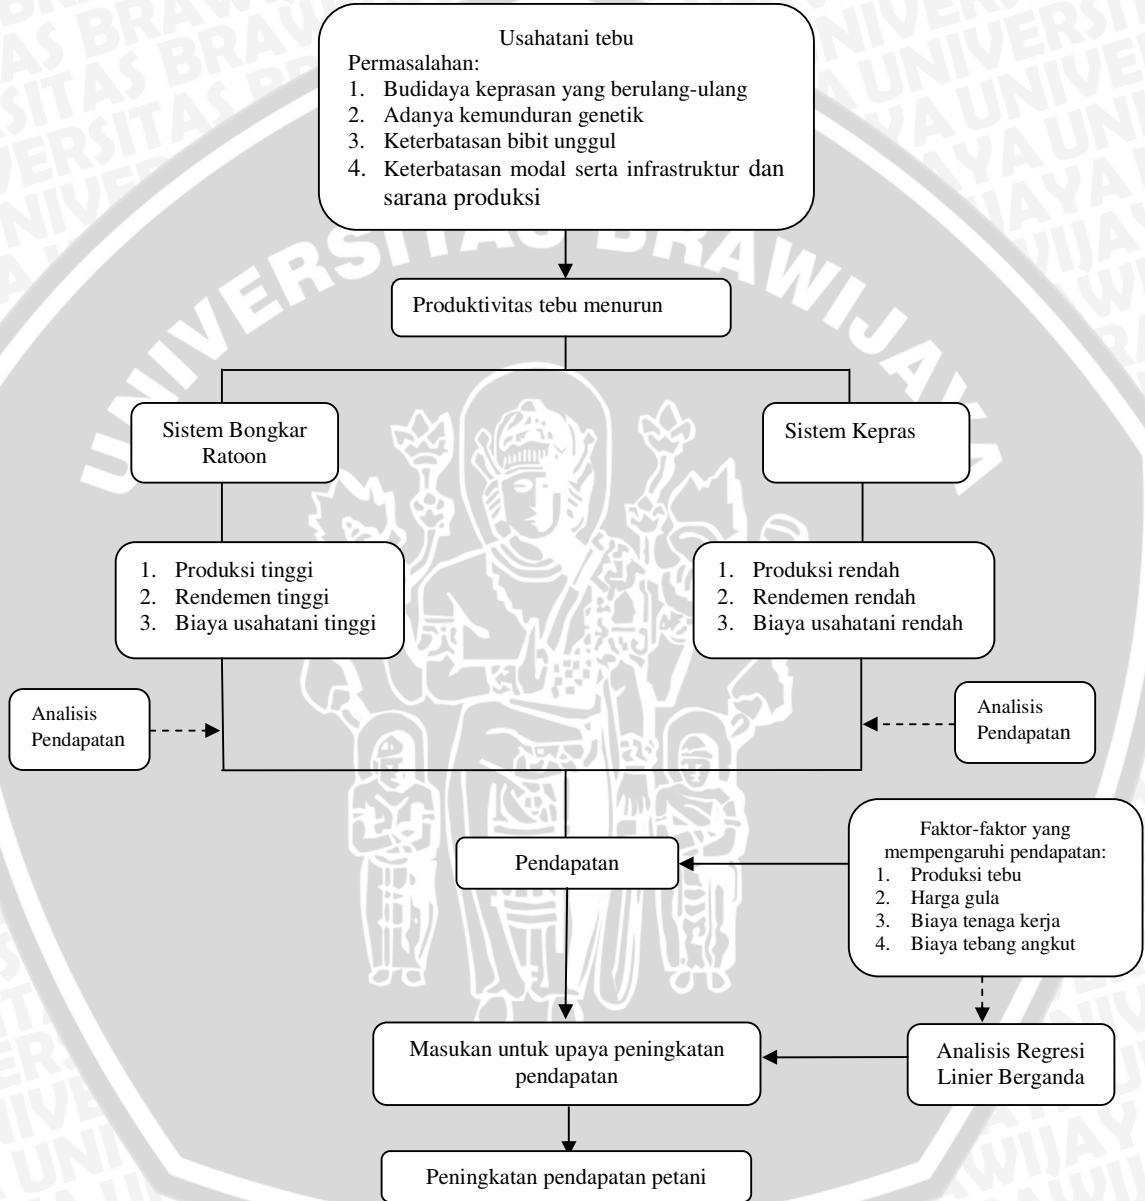 Usahatani tebu
Permasalahan:
1. Budidaya keprasan yang berulang-ulang
2. Adanya kemunduran genetik
3. Keterbatasan bibit unggul
4. Keterbatasan modal serta infrastruktur dan
sarana produksi
UNIVERSITAS BRAWIJAYA
Produktivitas tebu menurun
Sistem Bongkar
Ratoon
Sistem Kepras
1. Produksi tinggi
2. Rendemen tinggi
3. Biaya usahatani tinggi
1. Produksi rendah
2. Rendemen rendah
3. Biaya usahatani rendah
Analisis
Pendapatan
Analisis
Pendapatan
Faktor-faktor yang
mempengaruhi pendapatan:
1. Produksi tebu
2. Harga gula
3. Biaya tenaga kerja
4. Biaya tebang angkut
Pendapatan
Masukan untuk upaya peningkatan
pendapatan
Analisis Regresi
Linier Berganda
Peningkatan pendapatan petani